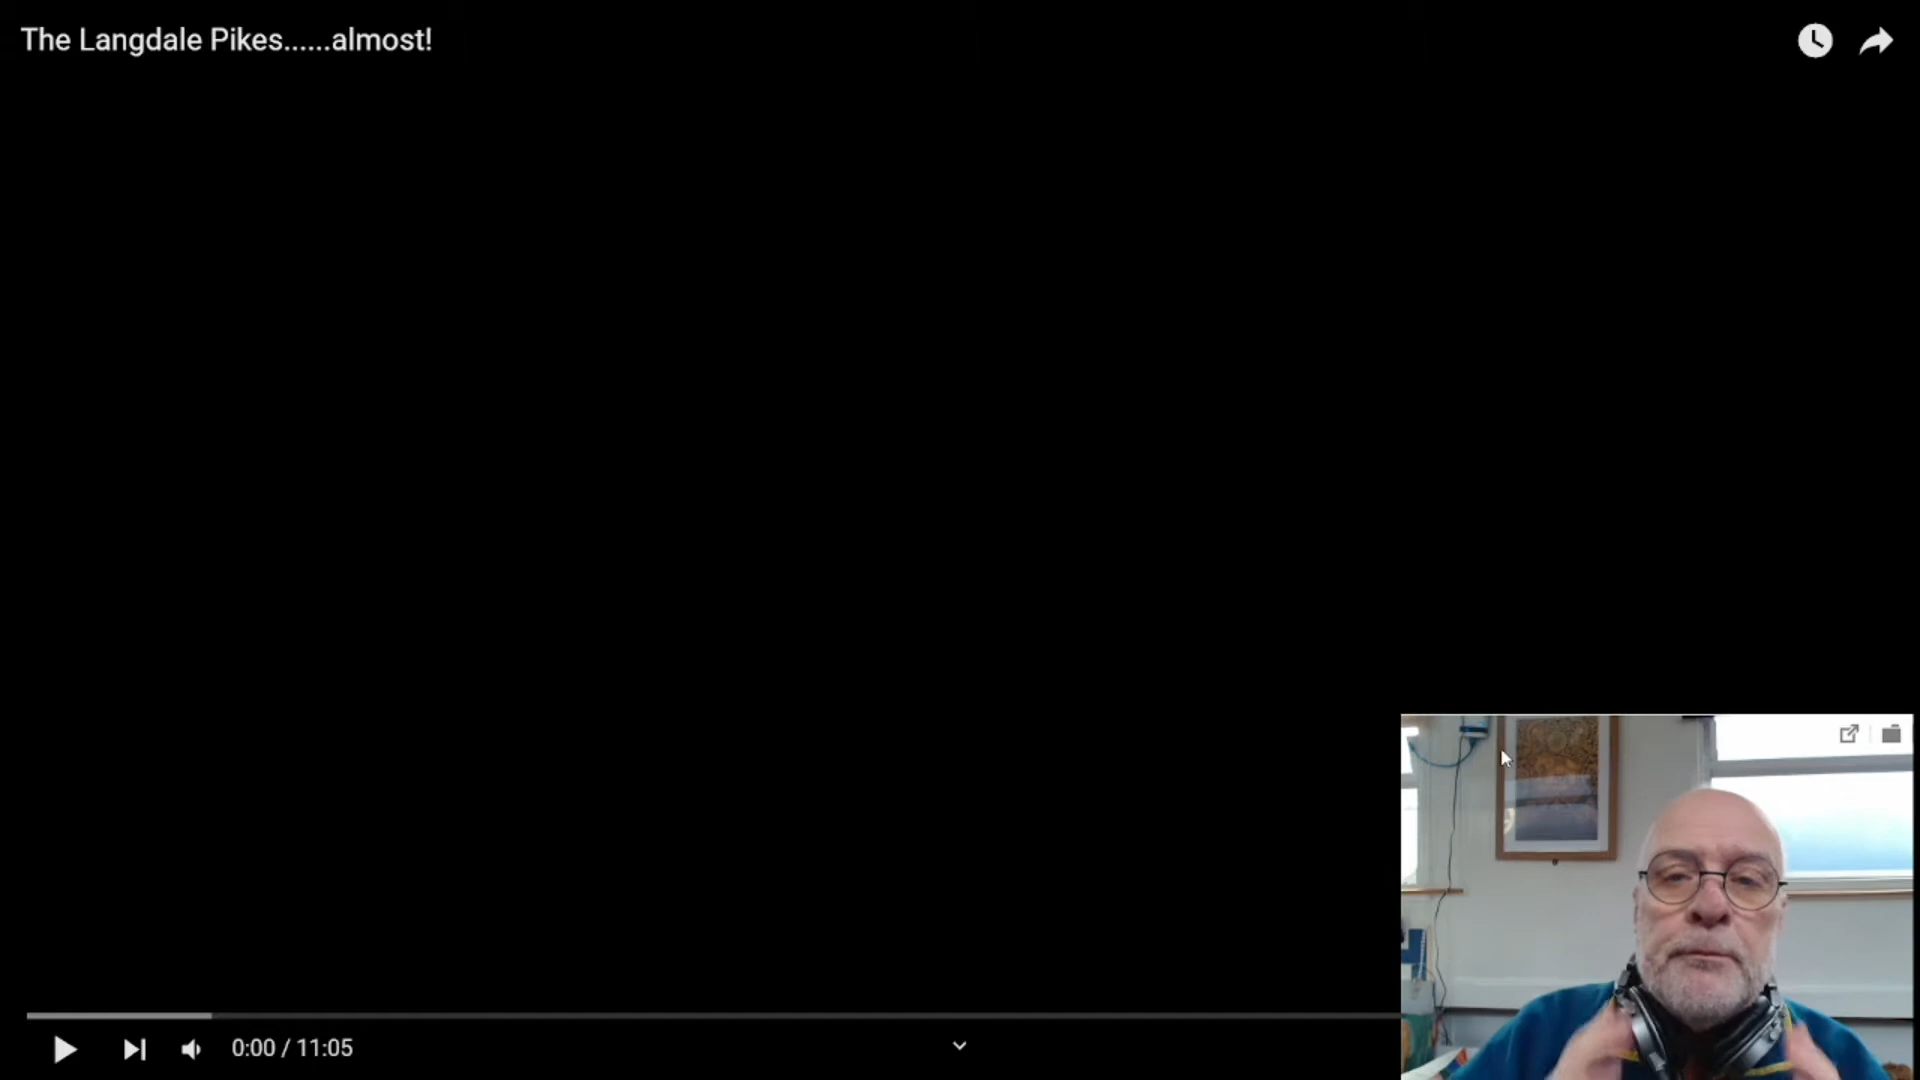 The Langdale Pikes......almost!
0:00 / 11:05